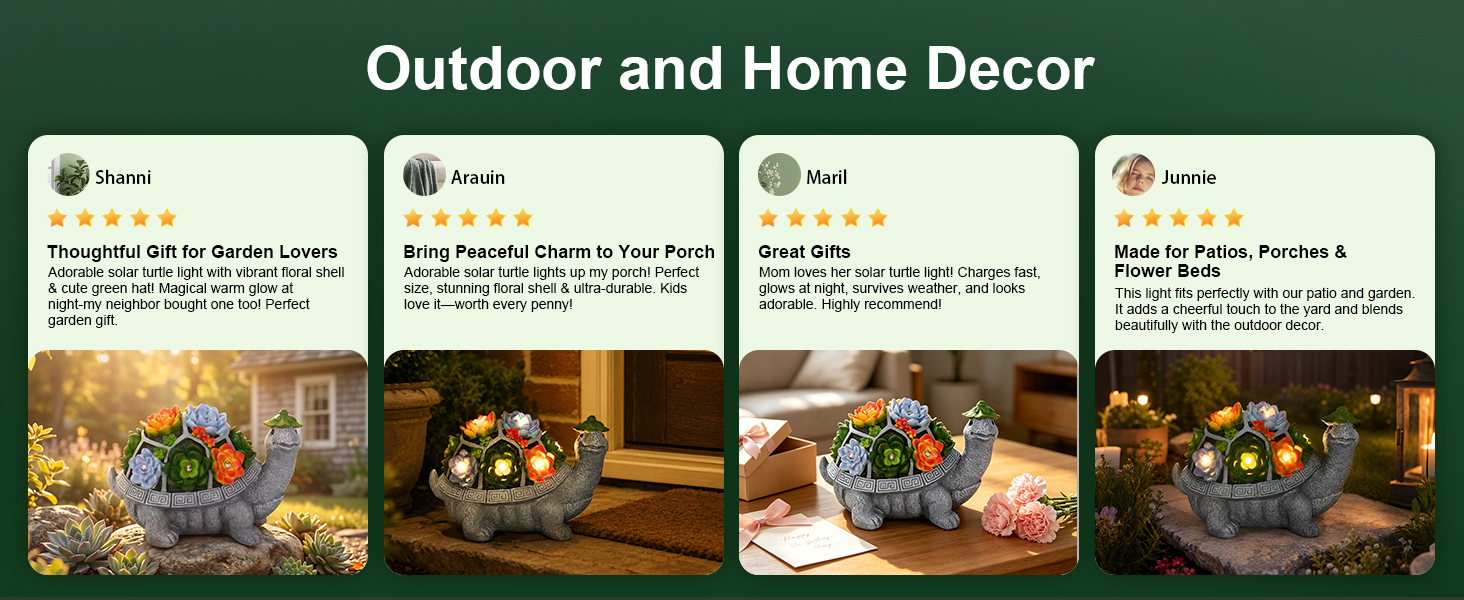 Outdoor and Home Decor
Shanni
Thoughtful Gift for Garden Lovers
Adorable solar turtle light with vibrant floral shell
& cute green hat! Magical warm glow at
night-my neighbor bought one too! Perfect
garden gift.
Arauin
Bring Peaceful Charm to Your Porch
Adorable solar turtle lights up my porch! Perfect
size, stunning floral shell & ultra-durable. Kids
love it—worth every penny!
Maril
Great Gifts
Mom loves her solar turtle light! Charges fast,
glows at night, survives weather, and looks
adorable. Highly recommend!
Happy
Day
Junnie
Made for Patios, Porches &
Flower Beds
This light fits perfectly with our patio and garden.
It adds a cheerful touch to the yard and blends
beautifully with the outdoor decor.